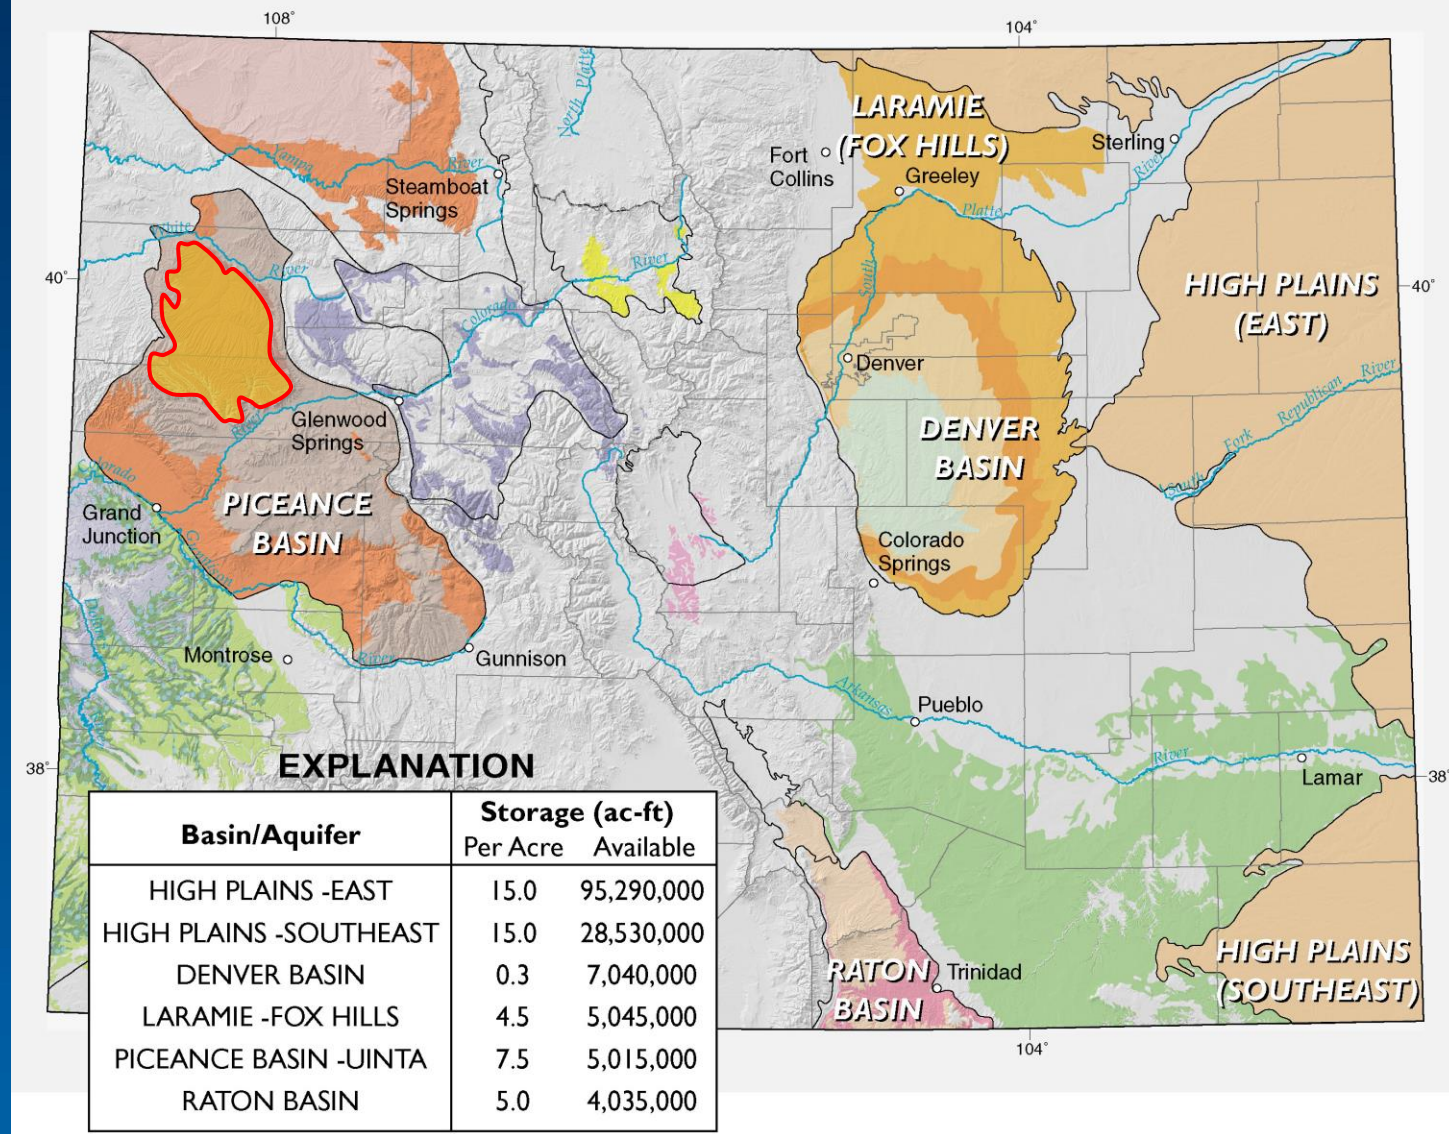 108°
104°
North Platte
LARAMIE
(FOX HILLS)
Sterling
Fort
Collins
Greeley
Yampa
River
Steamboat
Springs
River
Platte
South
White
River
River
40°
40°
HIGH PLAINS
(EAST)
Colorado
Denver
Glenwood
Springs
River
DENVER
BASIN
South Fork Republican River
Colorado
Grand
Junction
PICEANCE
BASIN
Gunnison
Colorado
Springs
Montrose
River
Gunnison
Arkansas
Pueblo
River
Lamar
38°
38°
EXPLANATION
Basin/Aquifer Storage (ac-ft)
Per Acre Available
HIGH PLAINS -EAST 15.0 95,290,000
HIGH PLAINS -SOUTHEAST 15.0 28,530,000
DENVER BASIN 0.3 7,040,000
LARAMIE -FOX HILLS 4.5 5,045,000
PICEANCE BASIN -UINTA 7.5 5,015,000
RATON BASIN 5.0 4,035,000
RATON
BASIN
Trinidad
HIGH PLAINS
(SOUTHEAST)
104°